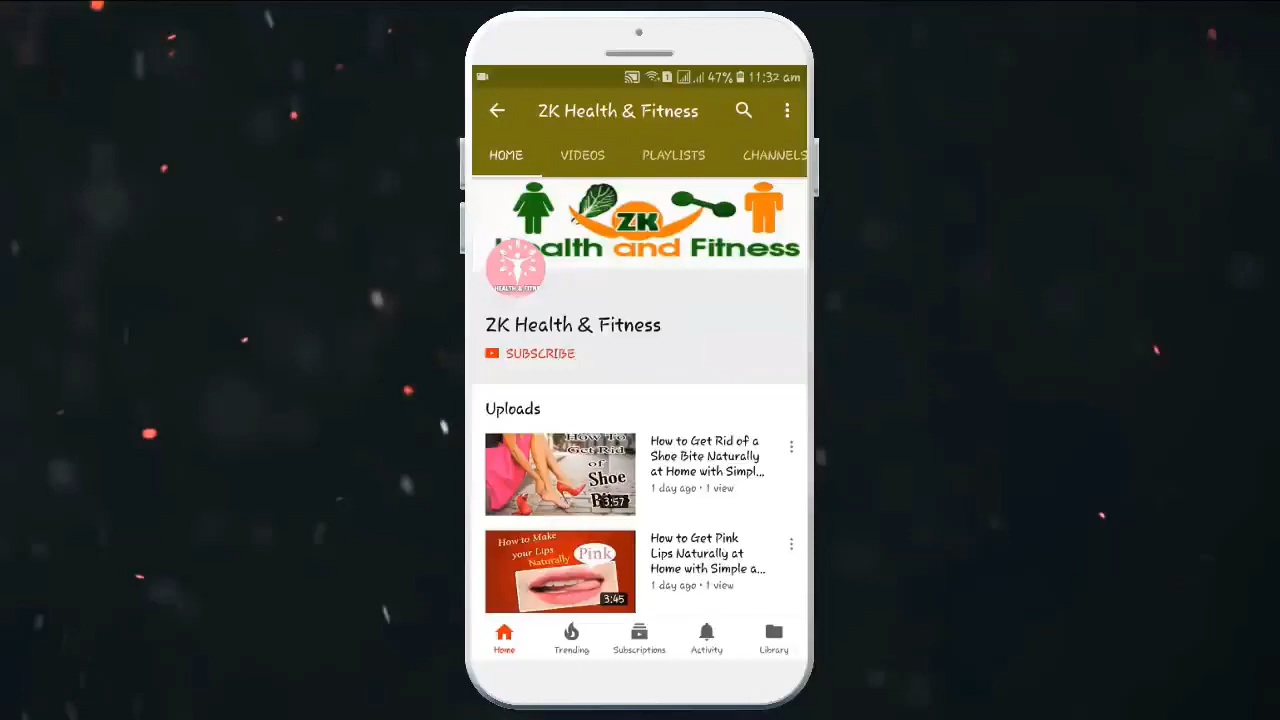 47% 11:32 am
ZK Health & Fitness
HOME VIDEOS PLAYLISTS CHANNELS
ZK
Health and Fitness
HEALTH & FITN
ZK Health & Fitness
SUBSCRIBE
Uploads
How To
Get Rid
of
Shoe
Bite
3:57
How to Get Rid of a
Shoe Bite Naturally
at Home with Simpl...
1 day ago • 1 view
How to Make
your Lips
Naturally
Pink
3:45
How to Get Pink
Lips Naturally at
Home with Simple a...
1 day ago • 1 view
Home Trending Subscriptions Activity Library